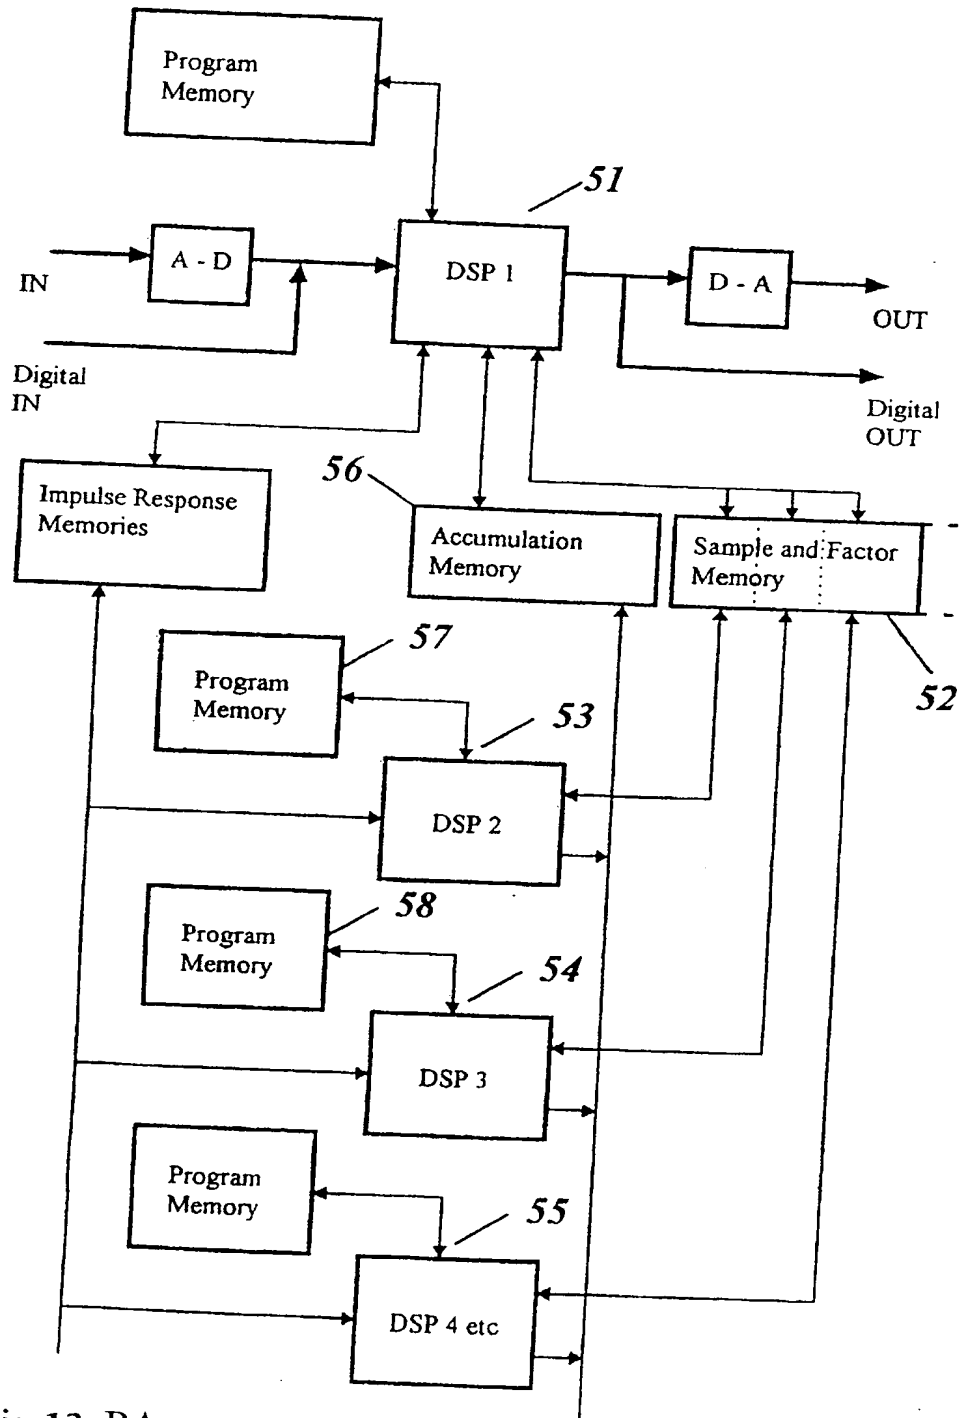 Program
Memory
51
IN
A - D
DSP 1
D - A
OUT
Digital
IN
Digital
OUT
Impulse Response
Memories
56
Accumulation
Memory
Sample and Factor
Memory
52
57
Program
Memory
53
DSP 2
58
Program
Memory
54
DSP 3
Program
Memory
55
DSP 4 etc